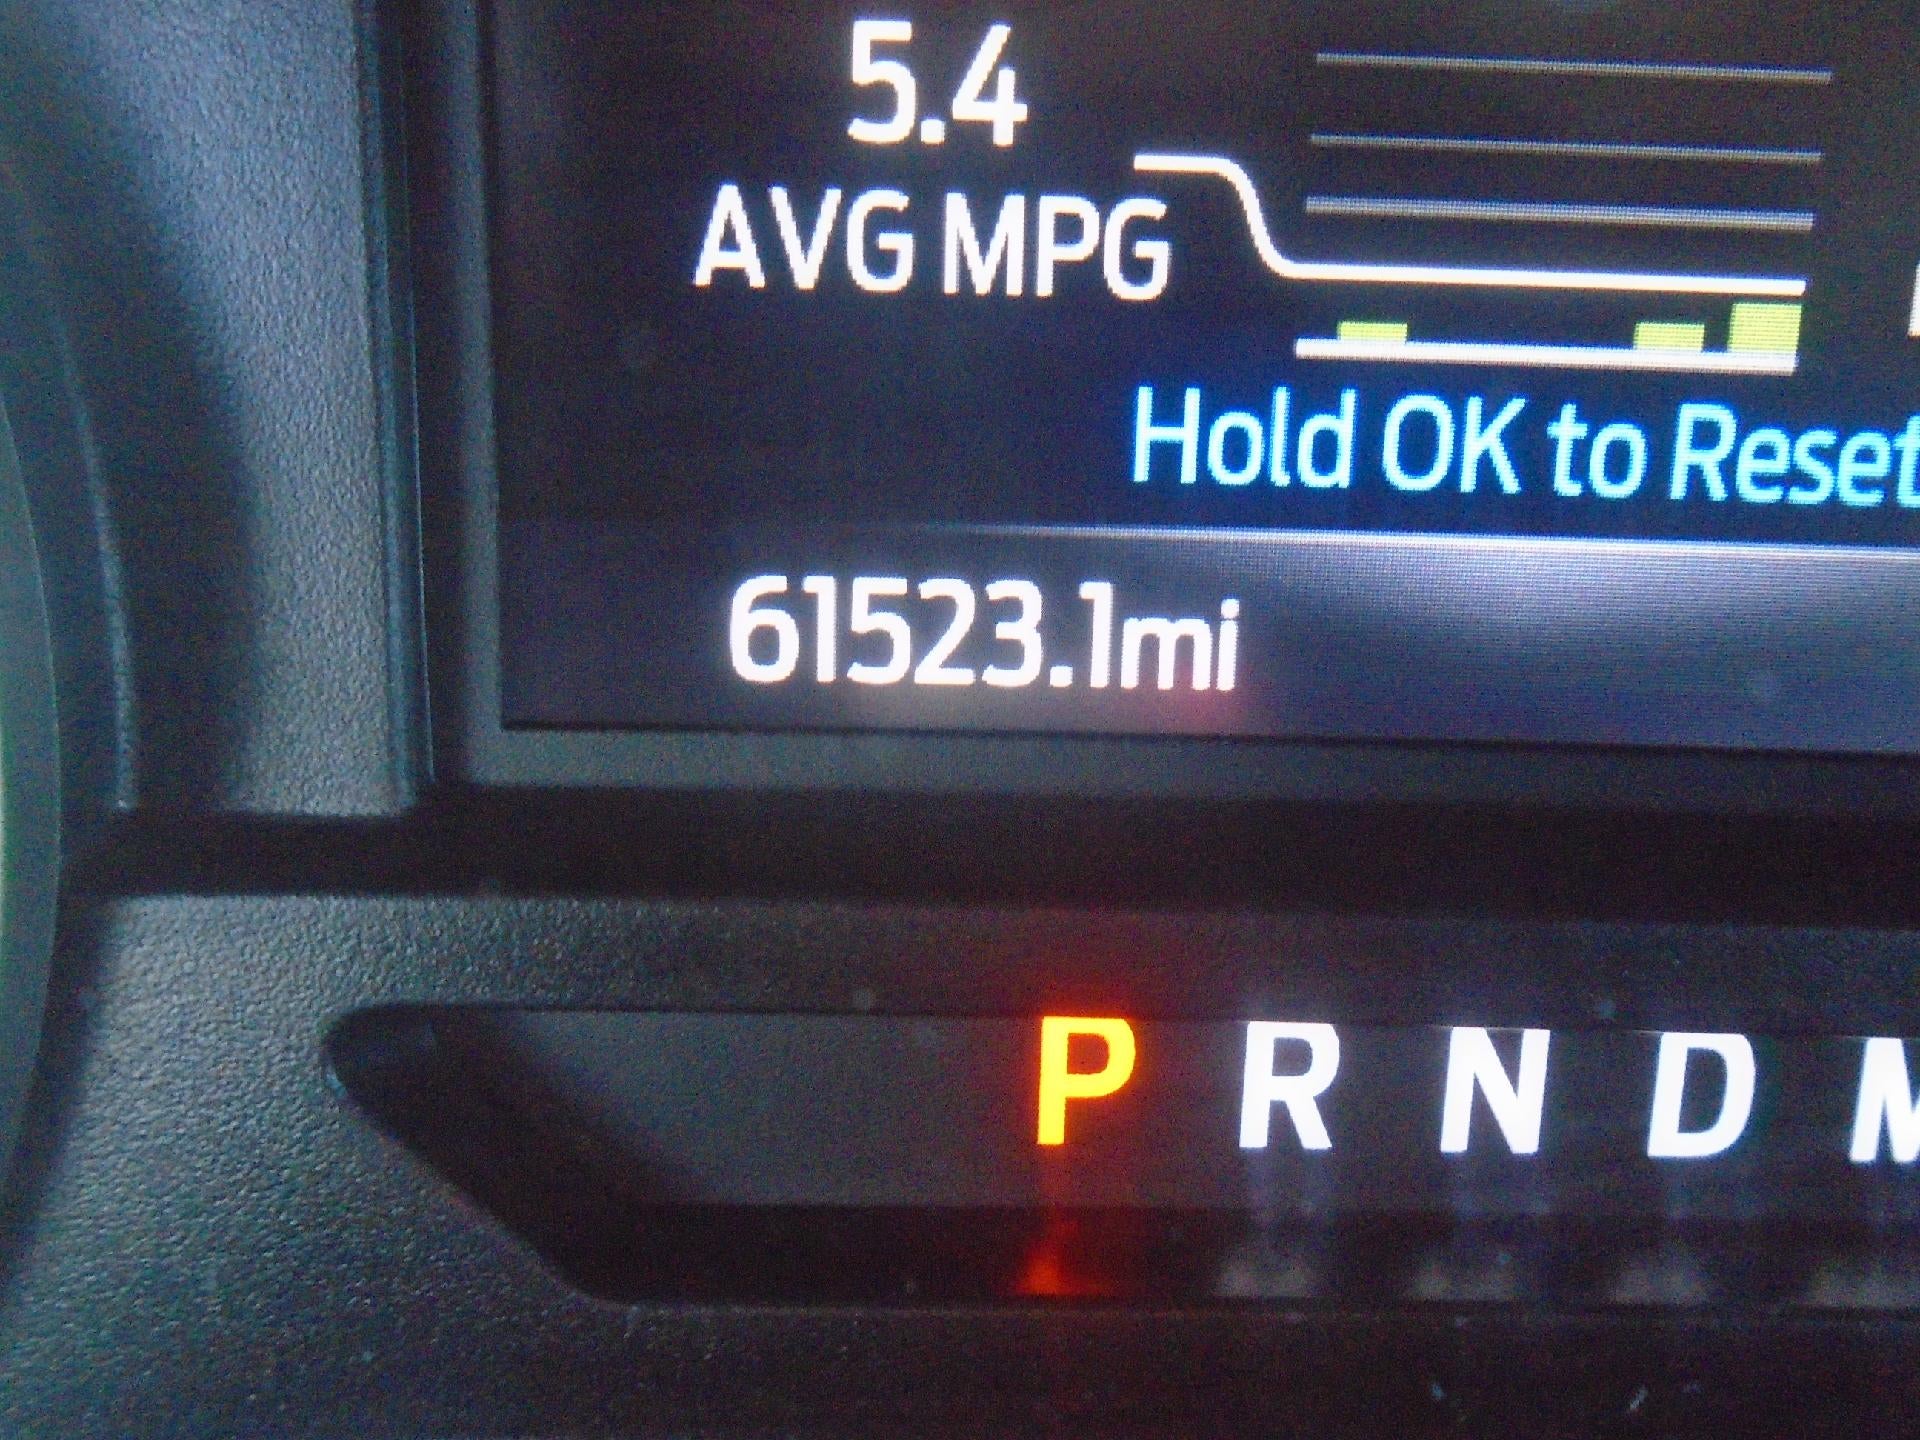 5.4
AVG MPG
Hold OK to Reset
61523.1mi
P R N D M